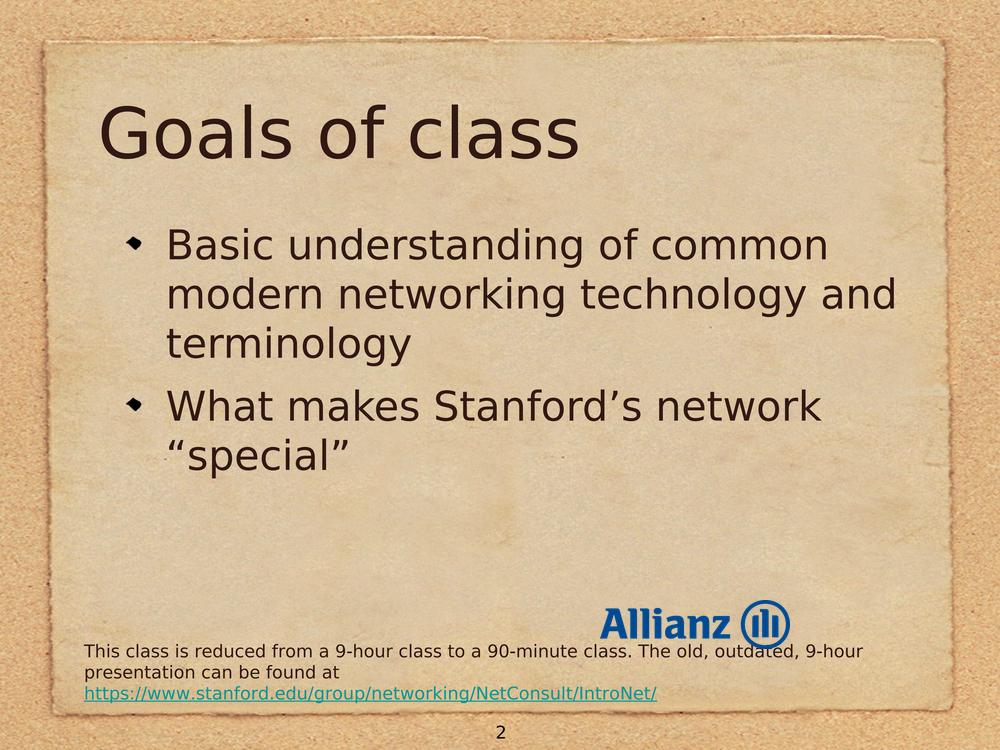 Goals of class
Basic understanding of common
modern networking technology and
terminology
What makes Stanford’s network
“special”
Allianz
This class is reduced from a 9-hour class to a 90-minute class. The old, outdated, 9-hour
presentation can be found at
https://www.stanford.edu/group/networking/NetConsult/IntroNet/
2